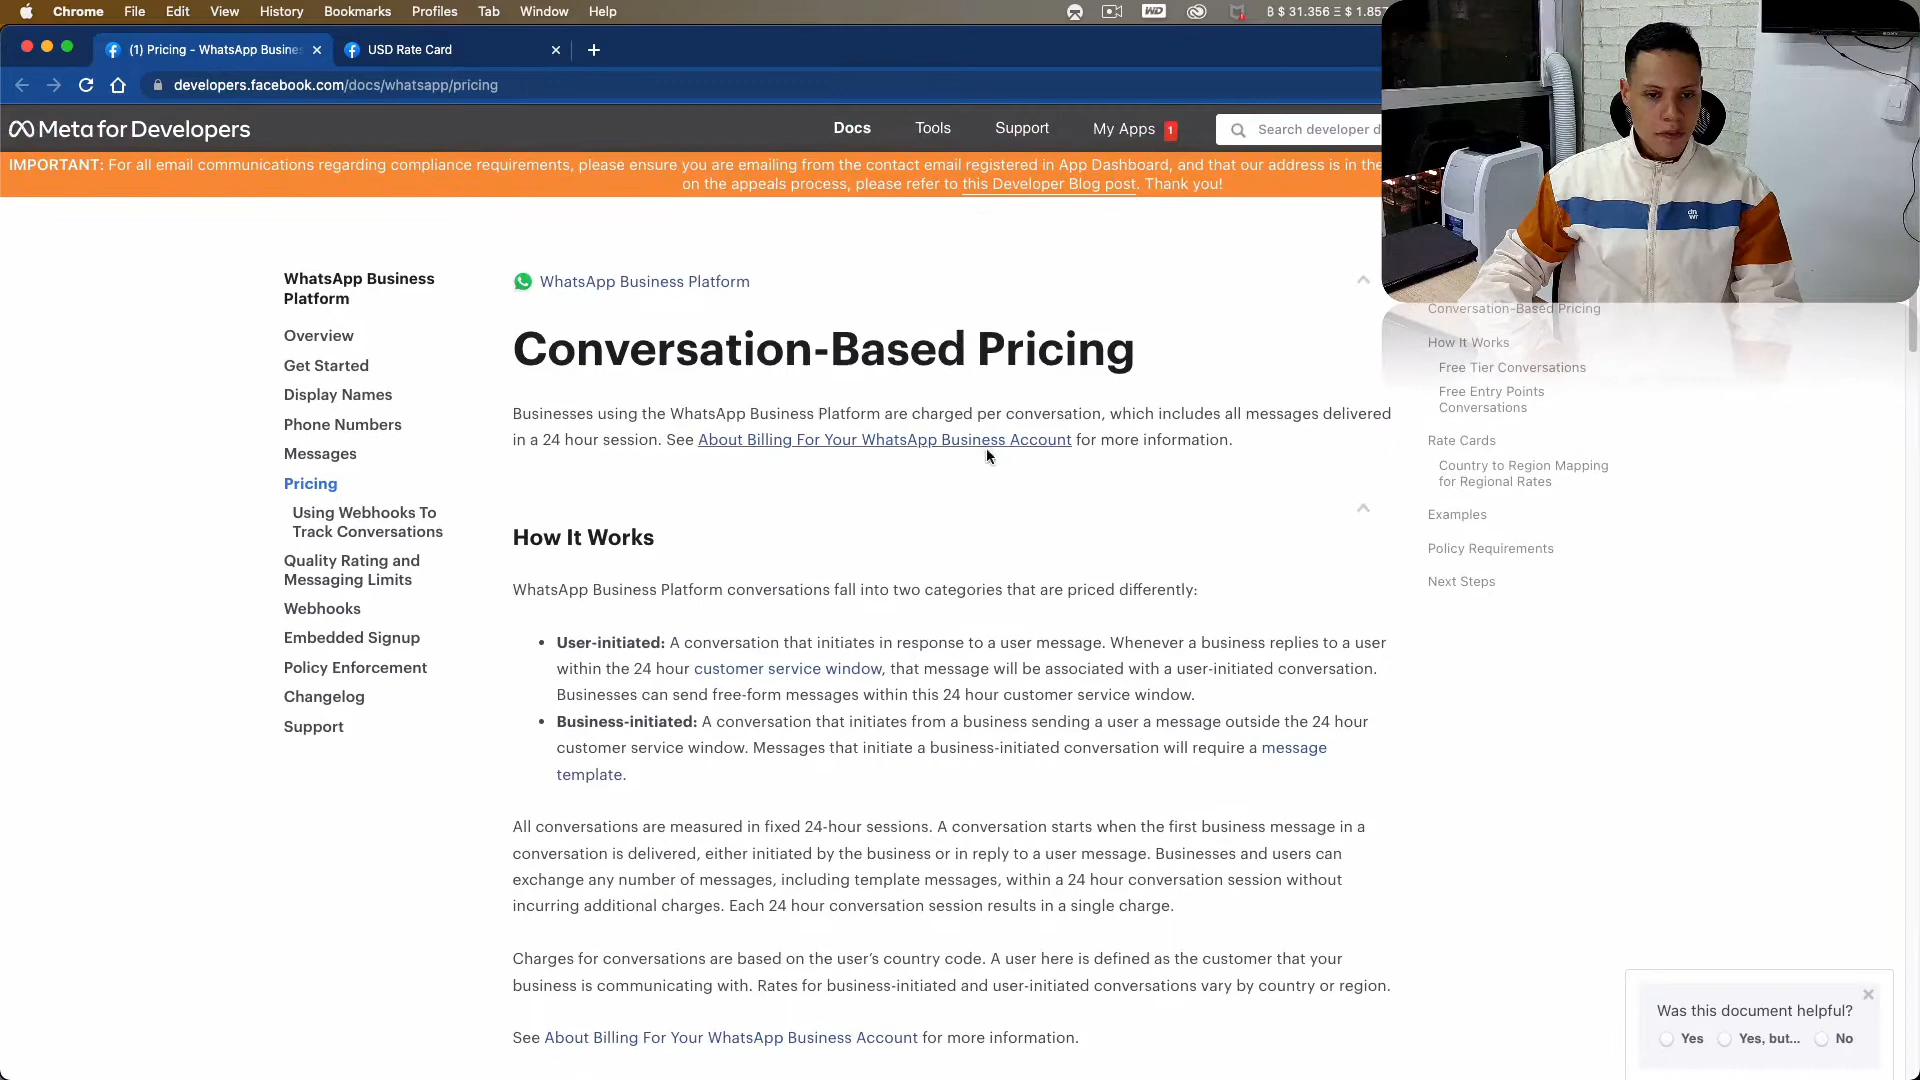 Chrome File Edit View History Bookmarks Profiles Tab Window Help
WD
₿ $ 31.356 Ξ $ 1.857
(1) Pricing - WhatsApp Busines
USD Rate Card
developers.facebook.com/docs/whatsapp/pricing
Meta for Developers
Docs Tools Support My Apps 1
Search developer d
IMPORTANT: For all email communications regarding compliance requirements, please ensure you are emailing from the contact email registered in App Dashboard, and that our address is in the
on the appeals process, please refer to this Developer Blog post. Thank you!
WhatsApp Business
Platform
Overview
Get Started
Display Names
Phone Numbers
Messages
Pricing
Using Webhooks To
Track Conversations
Quality Rating and
Messaging Limits
Webhooks
Embedded Signup
Policy Enforcement
Changelog
Support
WhatsApp Business Platform
Conversation-Based Pricing
Businesses using the WhatsApp Business Platform are charged per conversation, which includes all messages delivered
in a 24 hour session. See About Billing For Your WhatsApp Business Account for more information.
How It Works
WhatsApp Business Platform conversations fall into two categories that are priced differently:
• User-initiated: A conversation that initiates in response to a user message. Whenever a business replies to a user
within the 24 hour customer service window, that message will be associated with a user-initiated conversation.
Businesses can send free-form messages within this 24 hour customer service window.
• Business-initiated: A conversation that initiates from a business sending a user a message outside the 24 hour
customer service window. Messages that initiate a business-initiated conversation will require a message
template.
All conversations are measured in fixed 24-hour sessions. A conversation starts when the first business message in a
conversation is delivered, either initiated by the business or in reply to a user message. Businesses and users can
exchange any number of messages, including template messages, within a 24 hour conversation session without
incurring additional charges. Each 24 hour conversation session results in a single charge.
Charges for conversations are based on the user's country code. A user here is defined as the customer that your
business is communicating with. Rates for business-initiated and user-initiated conversations vary by country or region.
See About Billing For Your WhatsApp Business Account for more information.
Conversation-Based Pricing
How It Works
Free Tier Conversations
Free Entry Points
Conversations
Rate Cards
Country to Region Mapping
for Regional Rates
Examples
Policy Requirements
Next Steps
Was this document helpful?
Yes Yes, but... No